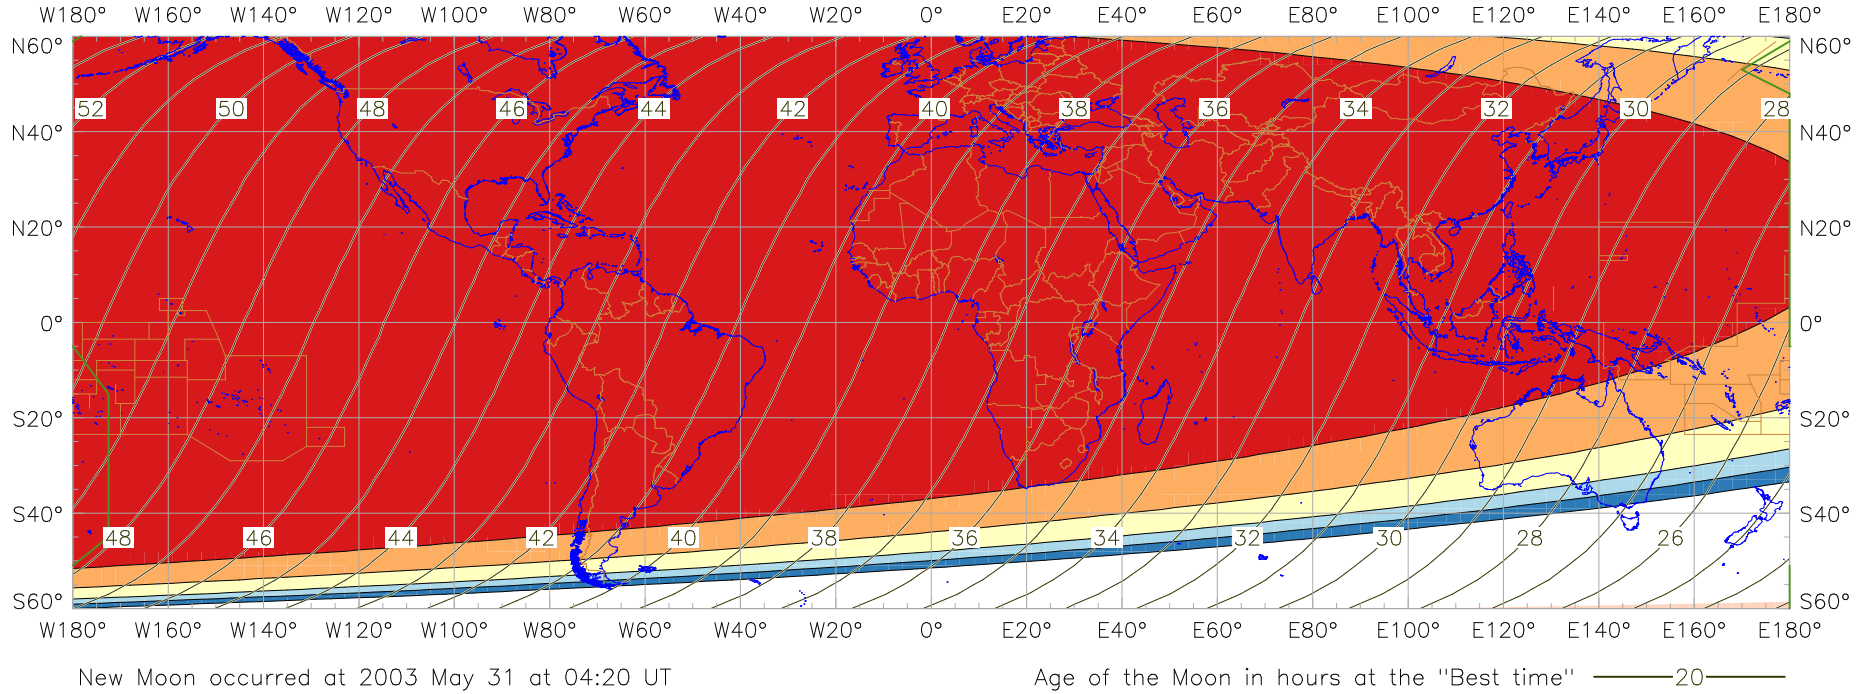 W180° W160° W140° W120° W100° W80° W60° W40° W20° 0° E20° E40° E60° E80° E100° E120° E140° E160° E180°
N60° N60°
52 50 48 46 44 42 40 38 36 34 32 30 28
N40° N40°
N20° N20°
0° 0°
S20° S20°
S40° S40°
48 46 44 42 40 38 36 34 32 30 28 26
S60° S60°
W180° W160° W140° W120° W100° W80° W60° W40° W20° 0° E20° E40° E60° E80° E100° E120° E140° E160° E180°
New Moon occurred at 2003 May 31 at 04:20 UT Age of the Moon in hours at the "Best time" 20